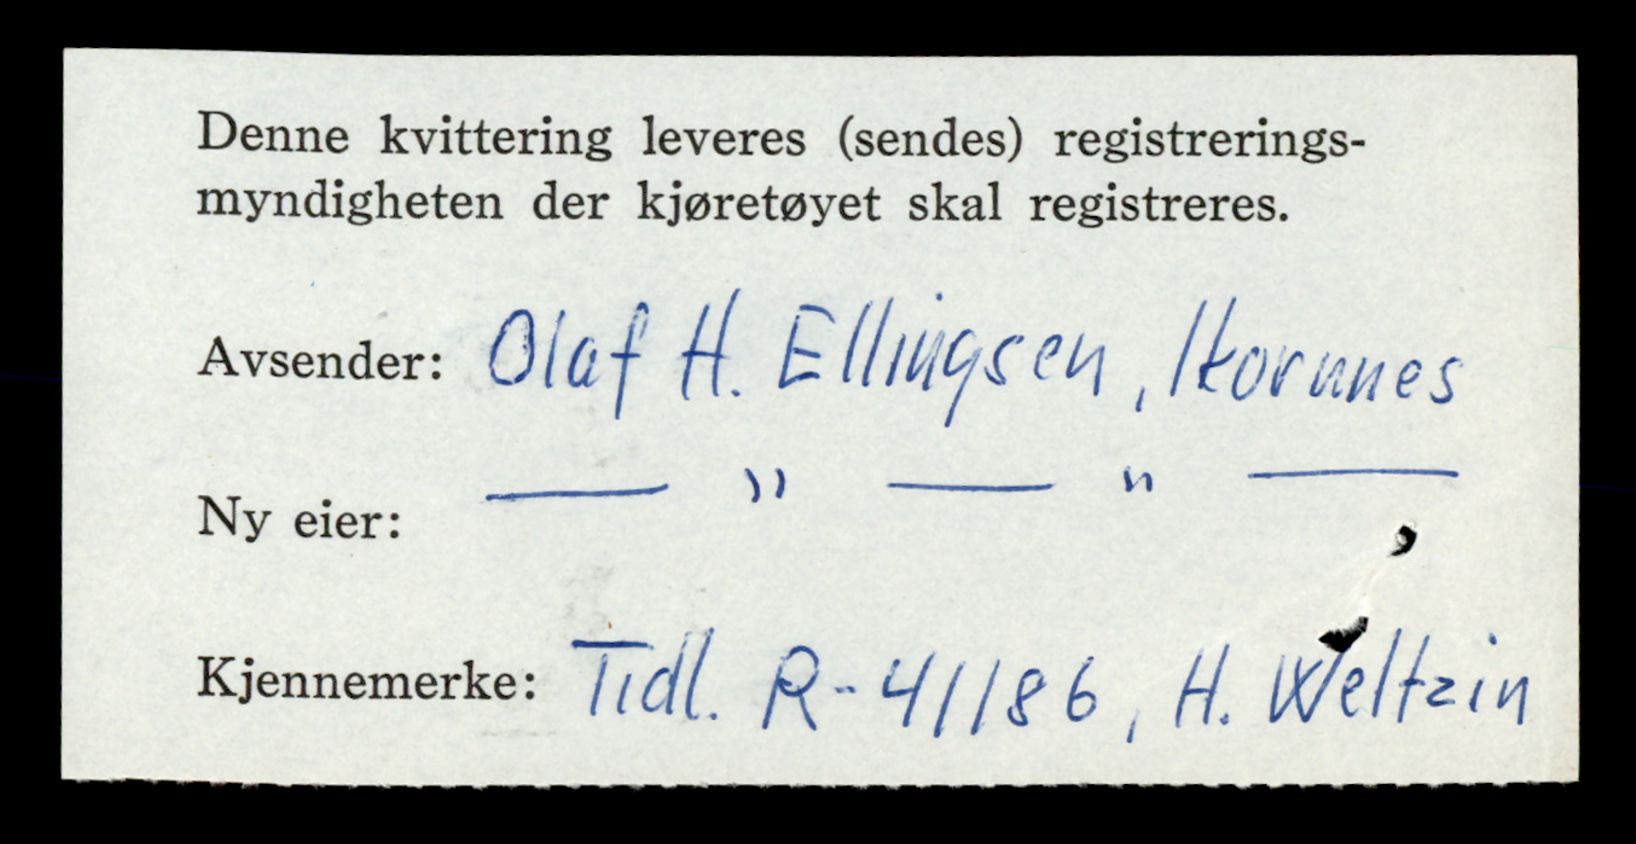 Denne kvittering leveres (sendes) registrerings-
myndigheten der kjøretøyet skal registreres.
Avsender: Olaf H. Ellingsen, Ikornnes
Ny eier: — " — " —
Kjennemerke: Tidl. R-41186, H. Weltzin